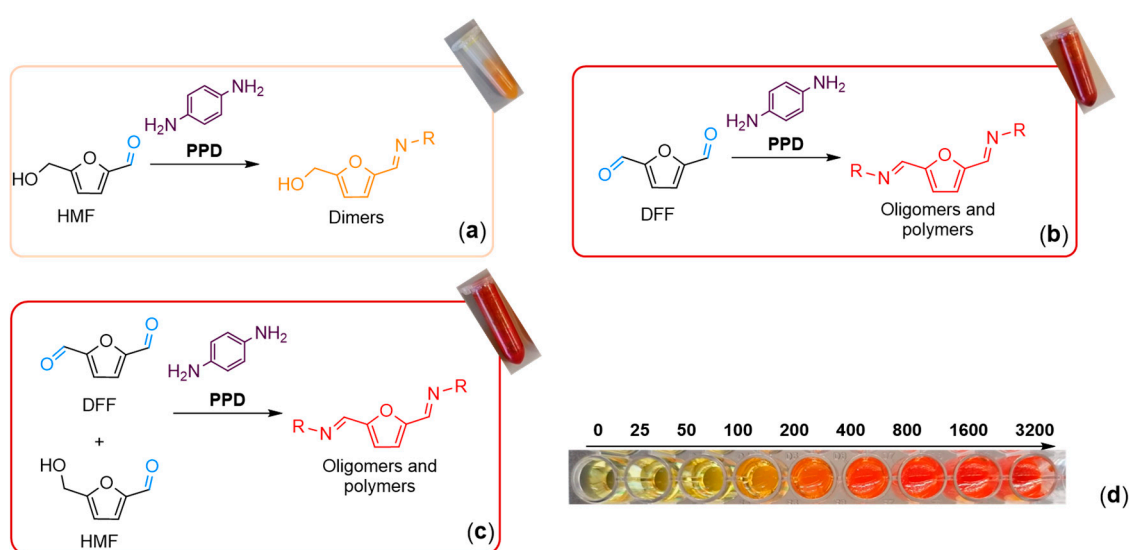 NH₂
H₂N
PPD
O
O
HO
HMF
O
N
R
HO
Dimers
(a)
NH₂
H₂N
PPD
O
O
O
DFF
R
N
O
N
R
Oligomers and
polymers
(b)
O
O
O
DFF
+
HO
O
O
HMF
NH₂
H₂N
PPD
R
N
O
N
R
Oligomers and
polymers
(c)
0 25 50 100 200 400 800 1600 3200
(d)